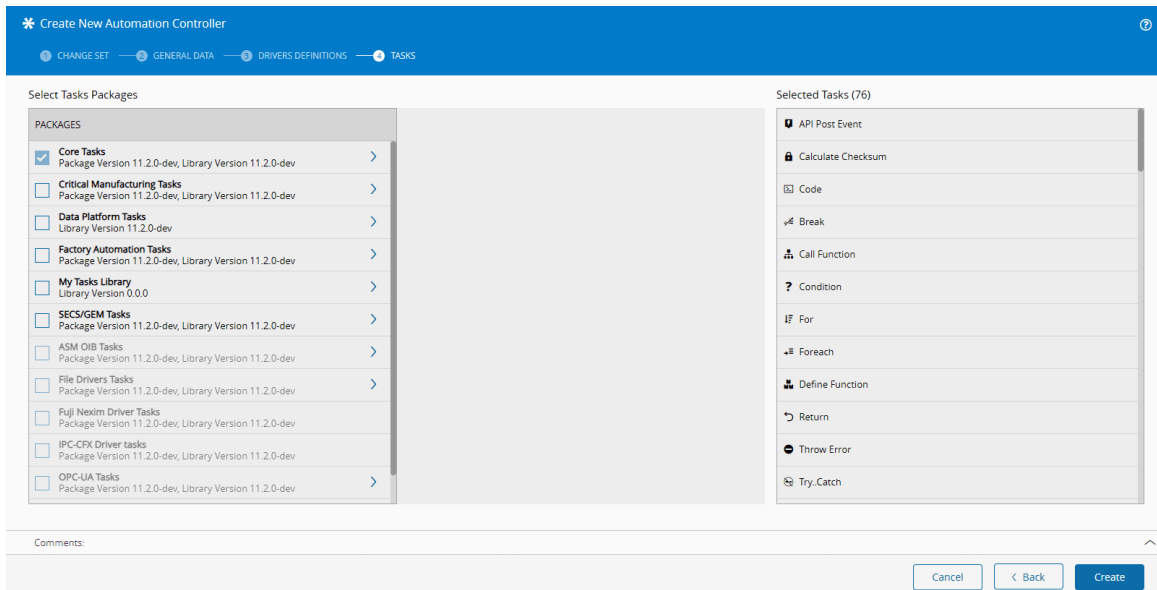 Create New Automation Controller
1 CHANGE SET 2 GENERAL DATA 3 DRIVERS DEFINITIONS 4 TASKS
Select Tasks Packages
Selected Tasks (76)
PACKAGES
Core Tasks
Package Version 11.2.0-dev, Library Version 11.2.0-dev
Critical Manufacturing Tasks
Package Version 11.2.0-dev, Library Version 11.2.0-dev
Data Platform Tasks
Library Version 11.2.0-dev
Factory Automation Tasks
Package Version 11.2.0-dev, Library Version 11.2.0-dev
My Tasks Library
Library Version 0.0.0
SECS/GEM Tasks
Package Version 11.2.0-dev, Library Version 11.2.0-dev
ASM OIB Tasks
Package Version 11.2.0-dev, Library Version 11.2.0-dev
File Drivers Tasks
Package Version 11.2.0-dev, Library Version 11.2.0-dev
Fuji Nexim Driver Tasks
Package Version 11.2.0-dev, Library Version 11.2.0-dev
IPC-CFX Driver tasks
Package Version 11.2.0-dev, Library Version 11.2.0-dev
OPC-UA Tasks
Package Version 11.2.0-dev, Library Version 11.2.0-dev
API Post Event
Calculate Checksum
Code
Break
Call Function
Condition
For
Foreach
Define Function
Return
Throw Error
Try..Catch
Comments:
Cancel
Back
Create